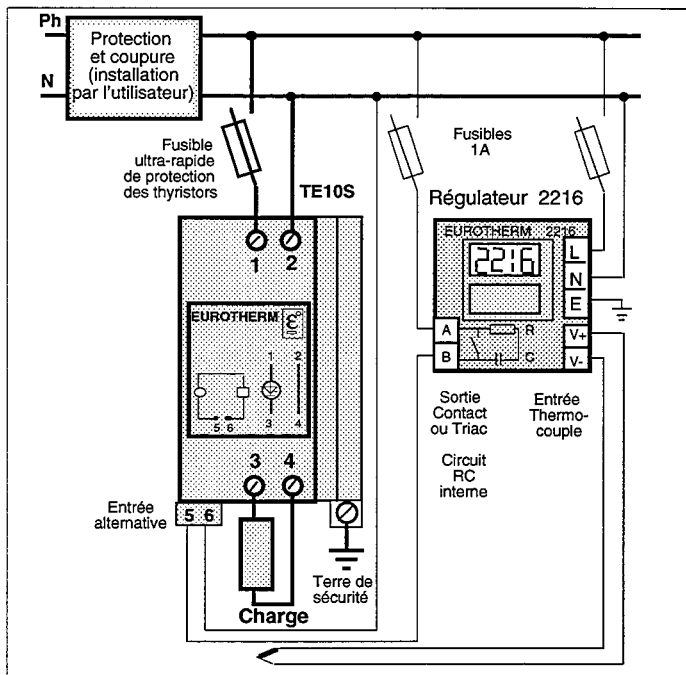 Ph
Protection
et coupure
(installation
par l'utilisateur)
N
Fusible
ultra-rapide
de protection
des thyristors
TE10S
Fusibles
1A
Régulateur 2216
EUROTHERM 2216
2216
L
N
E
V+
V-
A
B
R
C
1 2
EUROTHERM
ε
1 2
3 4
5 6
3 4
Sortie
Contact
ou Triac
Entrée
Thermo-
couple
Circuit
RC
interne
Entrée
alternative
5 6
Charge
Terre de
sécurité